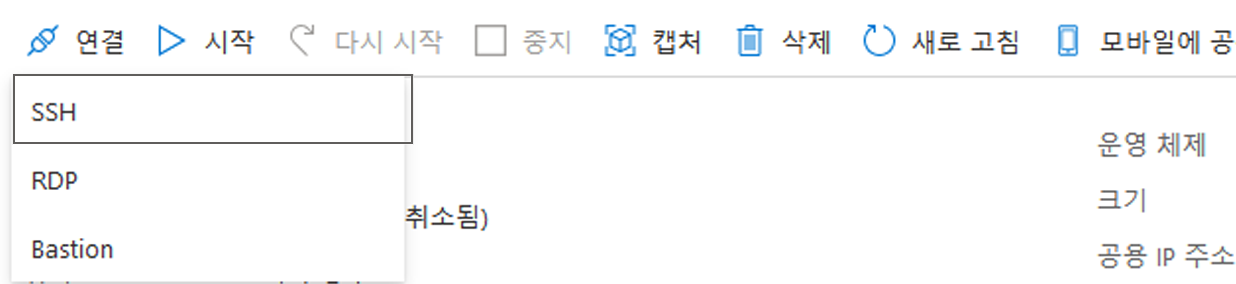 연결 시작 다시 시작 중지 캡처 삭제 새로 고침 모바일에 공
SSH
운영 체제
RDP
크기
취소됨)
Bastion
공용 IP 주소